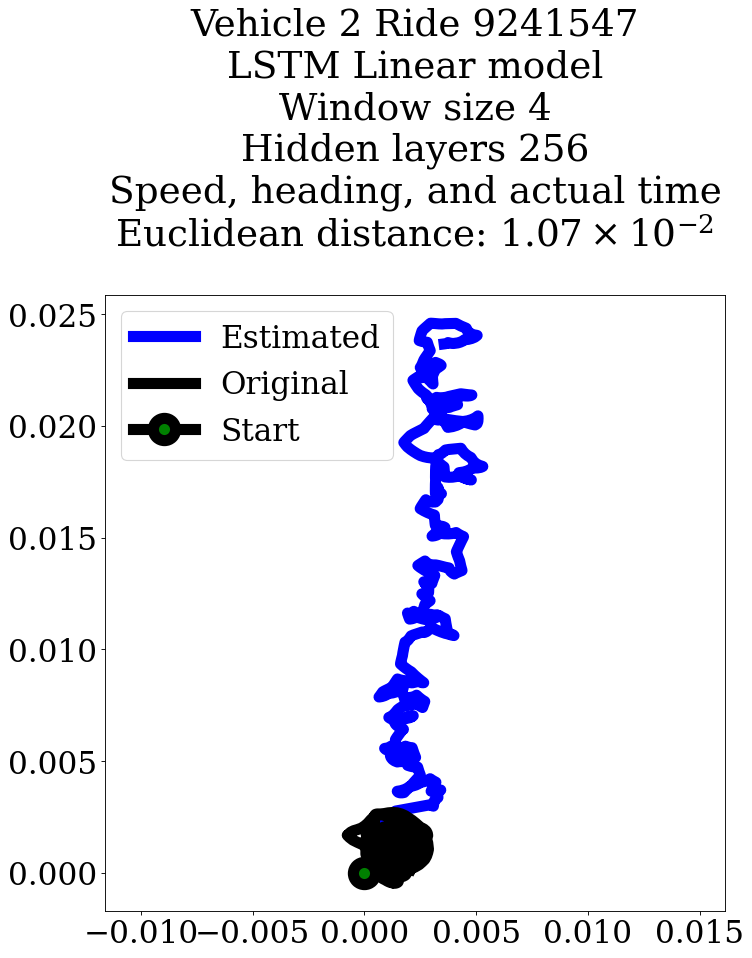 Vehicle 2 Ride 9241547
LSTM Linear model
Window size 4
Hidden layers 256
Speed, heading, and actual time
Euclidean distance: 1.07 × 10⁻²
0.025
0.020
0.015
0.010
0.005
0.000
Estimated
Original
Start
−0.010 −0.005 0.000 0.005 0.010 0.015